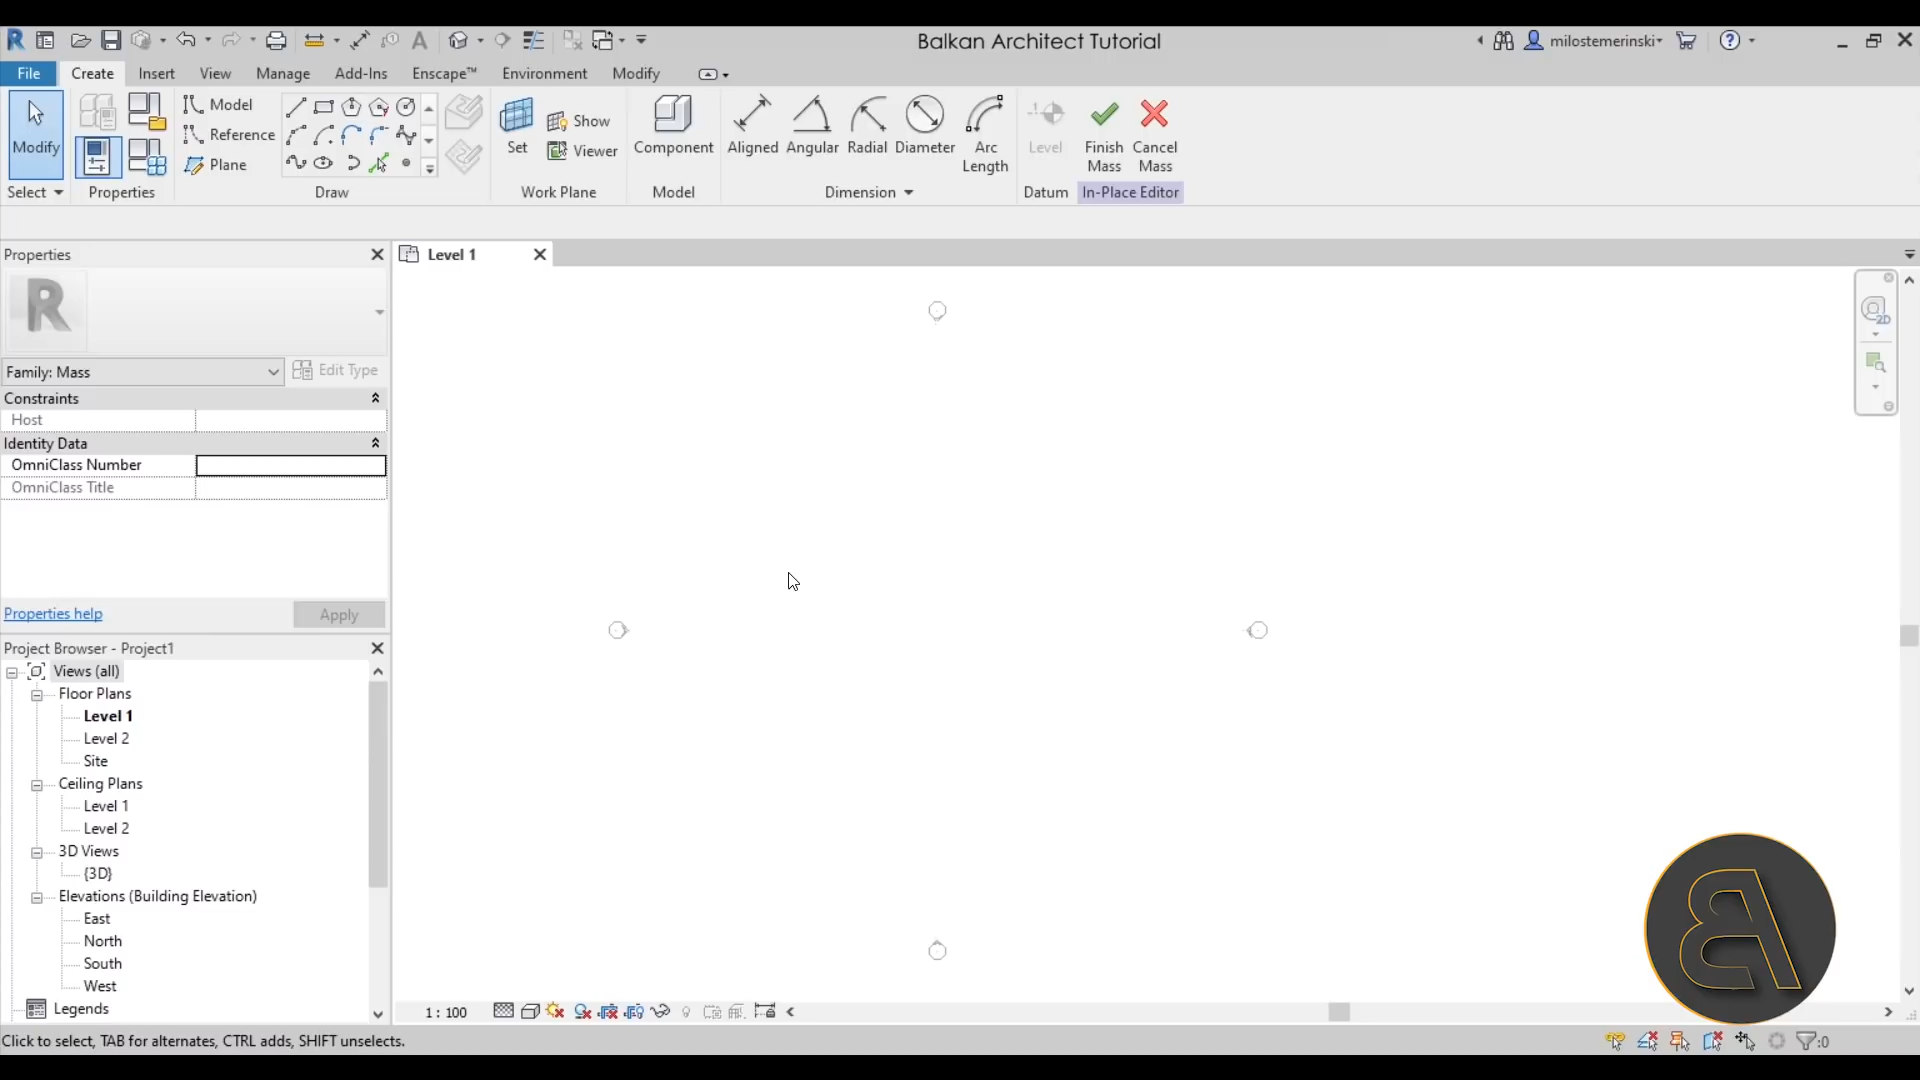 Balkan Architect Tutorial
milostemerinski
File Create Insert View Manage Add-Ins Enscape™ Environment Modify
Modify
Model
Reference
Plane
Set
Show
Viewer
Component
Aligned
Angular
Radial
Diameter
Arc
Length
Level
Finish
Mass
Cancel
Mass
Select Properties Draw Work Plane Model Dimension Datum In-Place Editor
Properties
Level 1
R
2D
Family: Mass
Edit Type
Constraints
Host
Identity Data
OmniClass Number
OmniClass Title
Properties help
Apply
Project Browser - Project1
Views (all)
Floor Plans
Level 1
Level 2
Site
Ceiling Plans
Level 1
Level 2
3D Views
{3D}
Elevations (Building Elevation)
East
North
South
West
Legends
1 : 100
Click to select, TAB for alternates, CTRL adds, SHIFT unselects.
:0